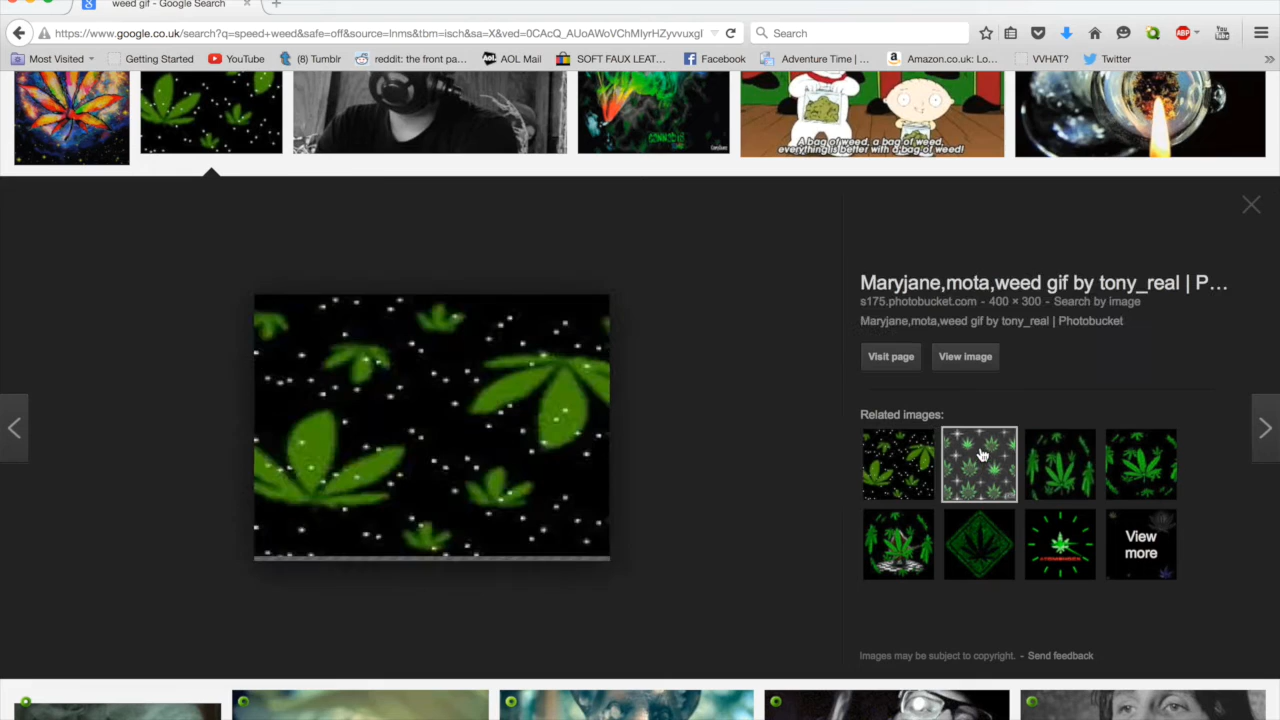 weed gif - Google Search
https://www.google.co.uk/search?q=speed+weed&safe=off&source=lnms&tbm=isch&sa=X&ved=0CAcQ_AUoAWoVChMIyrHZyvvuxgI
Search
Most Visited
Getting Started
YouTube
(8) Tumblr
reddit: the front pa...
AOL Mail
SOFT FAUX LEAT...
Facebook
Adventure Time | ...
Amazon.co.uk: Lo...
VVHAT?
Twitter
A bag of weed, a bag of weed,
everything is better with a bag of weed!
Maryjane,mota,weed gif by tony_real | P...
s175.photobucket.com - 400 × 300 - Search by image
Maryjane,mota,weed gif by tony_real | Photobucket
Visit page
View image
Related images:
View
more
Images may be subject to copyright. - Send feedback